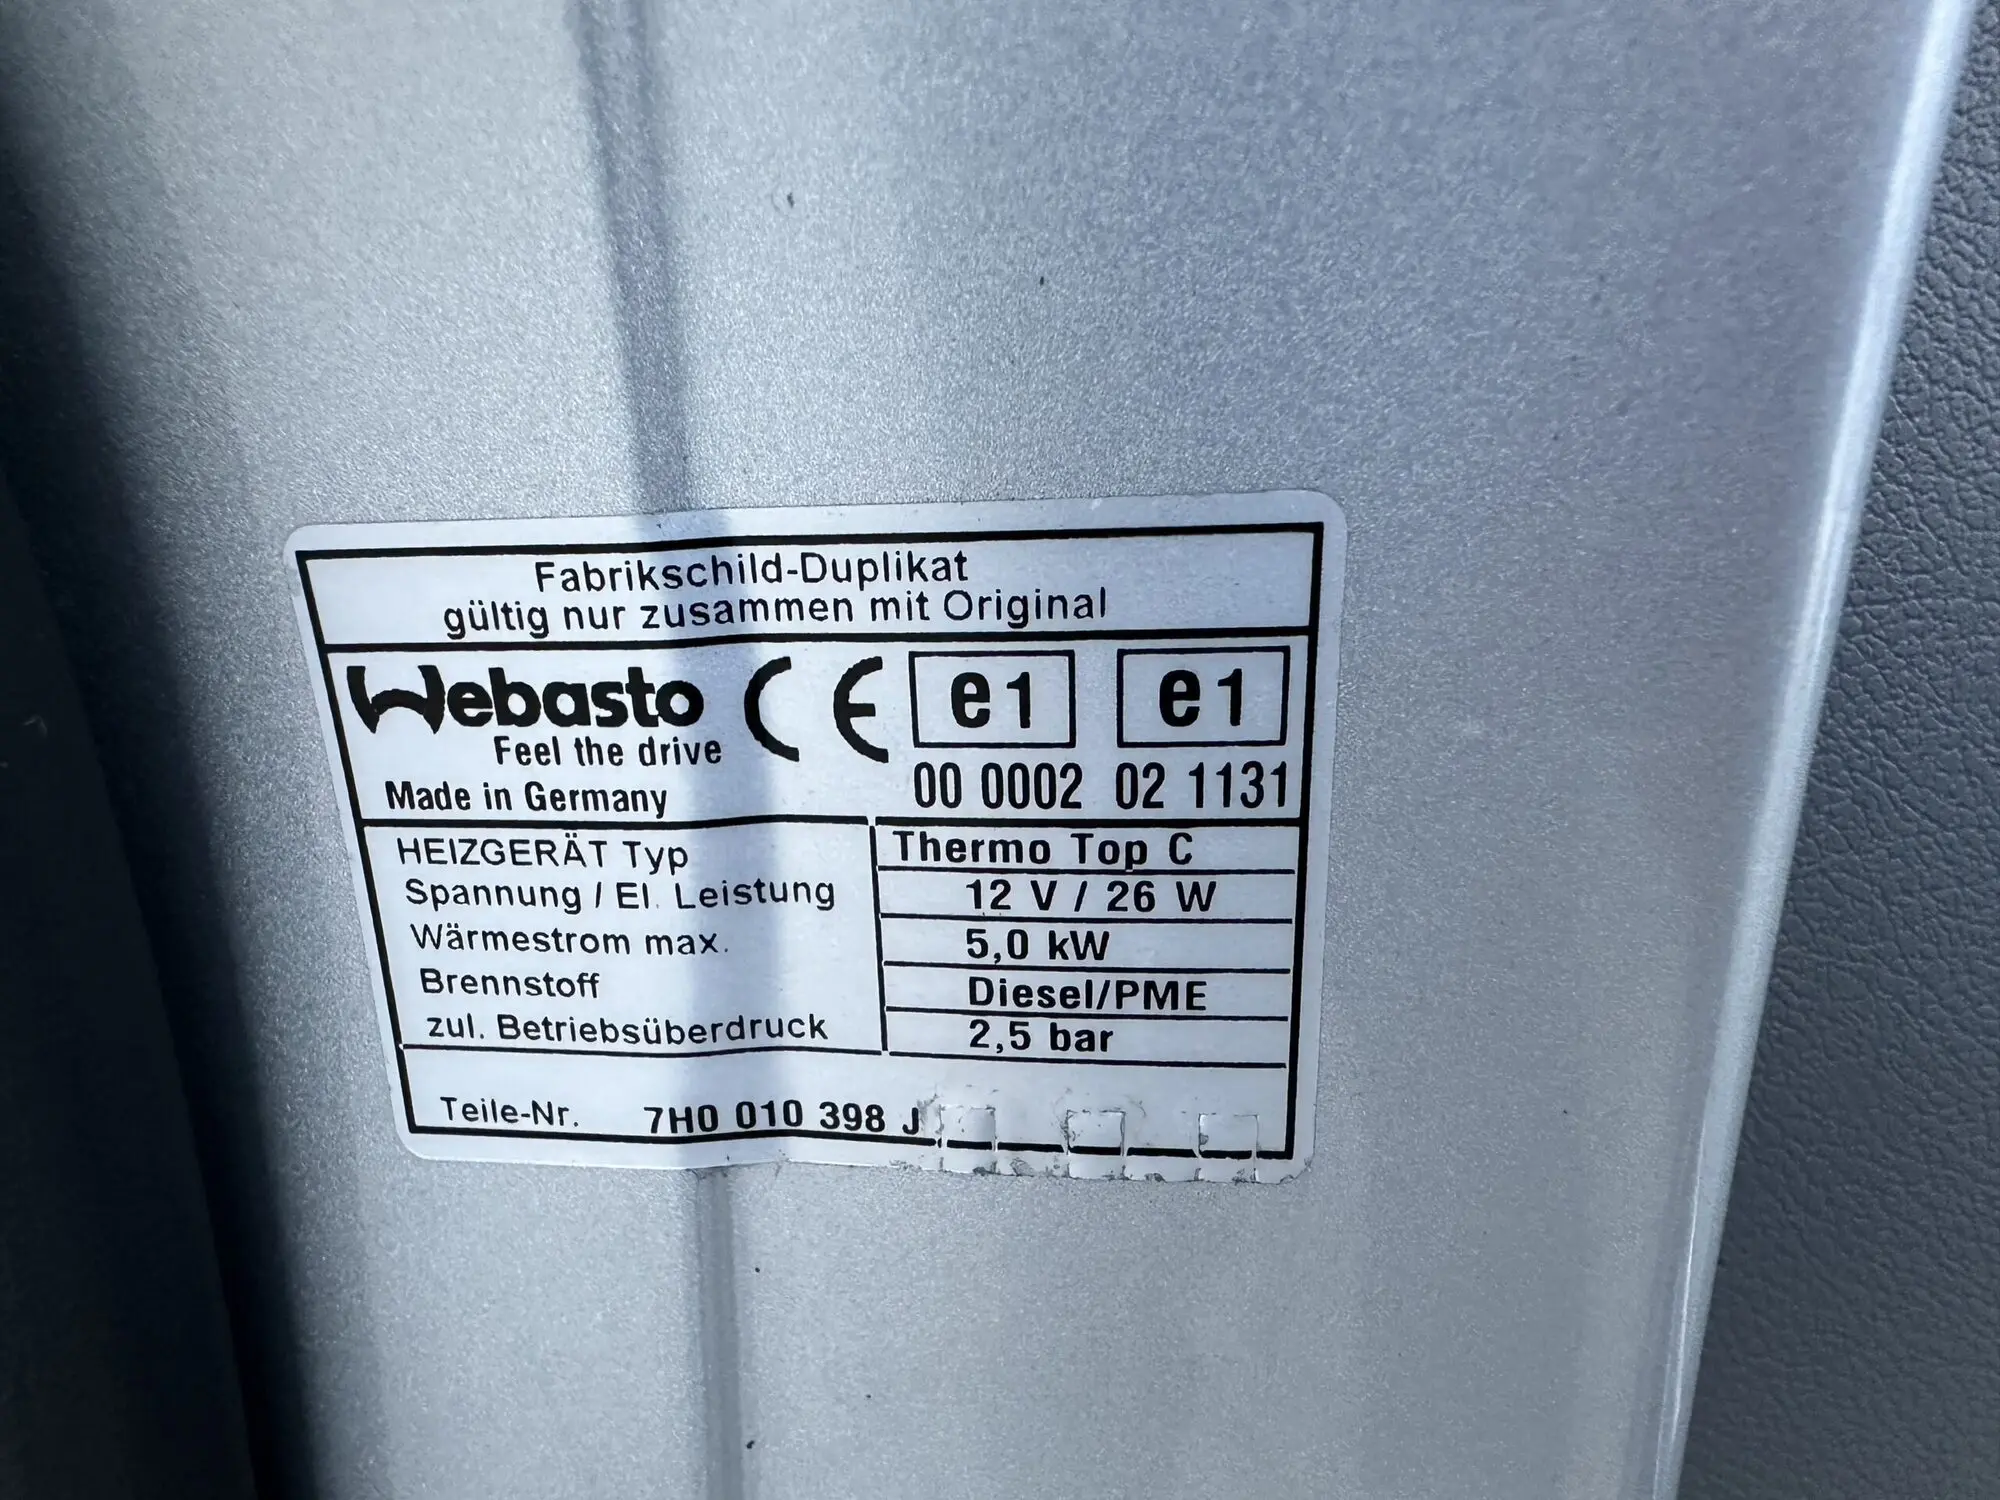 Fabrikschild-Duplikat
gültig nur zusammen mit Original
Webasto CE e1 e1
Feel the drive
Made in Germany 00 0002 02 1131
HEIZGERÄT Typ Thermo Top C
Spannung / El. Leistung 12 V / 26 W
Wärmestrom max. 5,0 kW
Brennstoff Diesel/PME
zul. Betriebsüberdruck 2,5 bar
Teile-Nr. 7H0 010 398 J